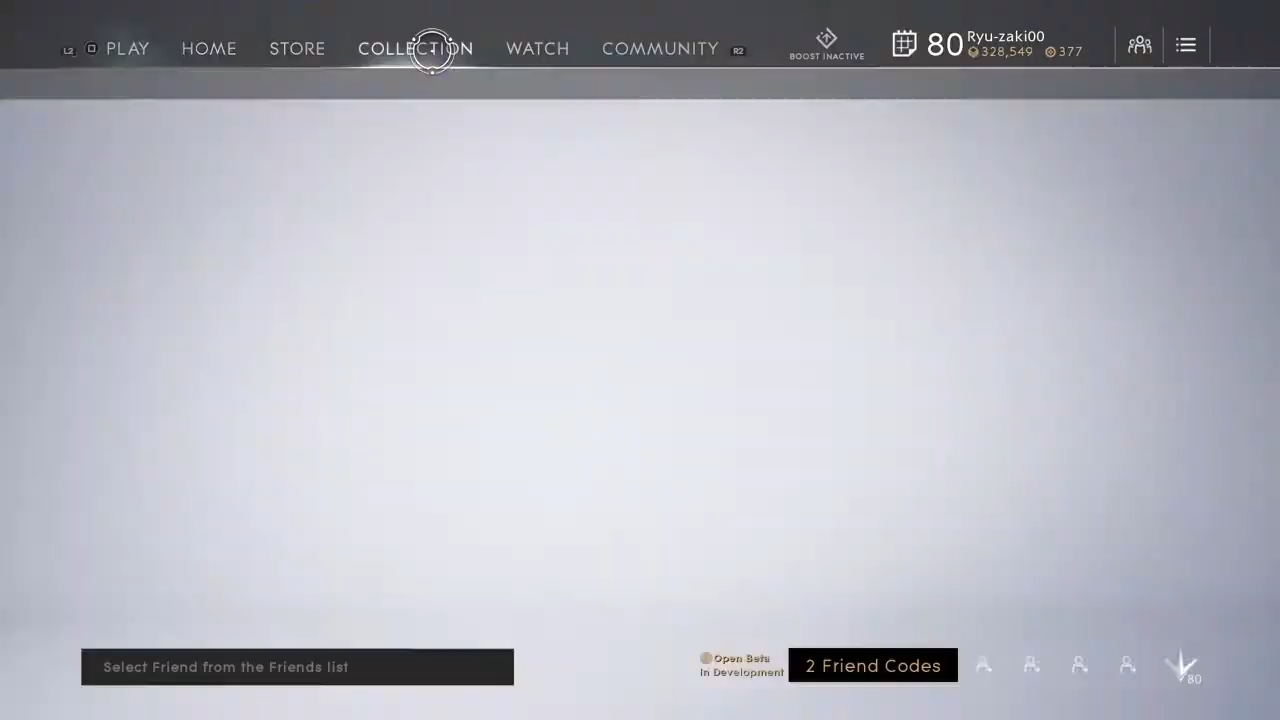 L2 PLAY HOME STORE COLLECTION WATCH COMMUNITY R2
BOOST INACTIVE
80 Ryu-zaki00
328,549 377
Select Friend from the Friends list
Open Beta
In Development
2 Friend Codes
80